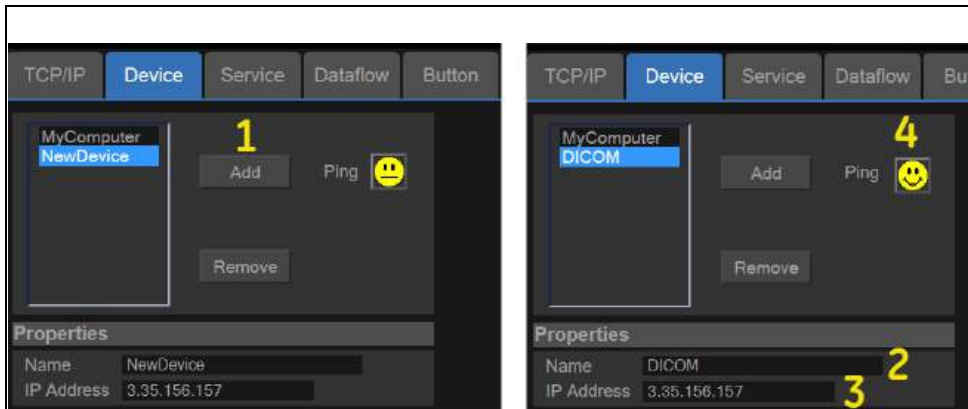 TCP/IP Device Service Dataflow Button
MyComputer
NewDevice
1
Add
Ping
Remove
Properties
Name NewDevice
IP Address 3.35.156.157
TCP/IP Device Service Dataflow Bu
MyComputer
DICOM
4
Add
Ping
Remove
Properties
Name DICOM 2
IP Address 3.35.156.157 3